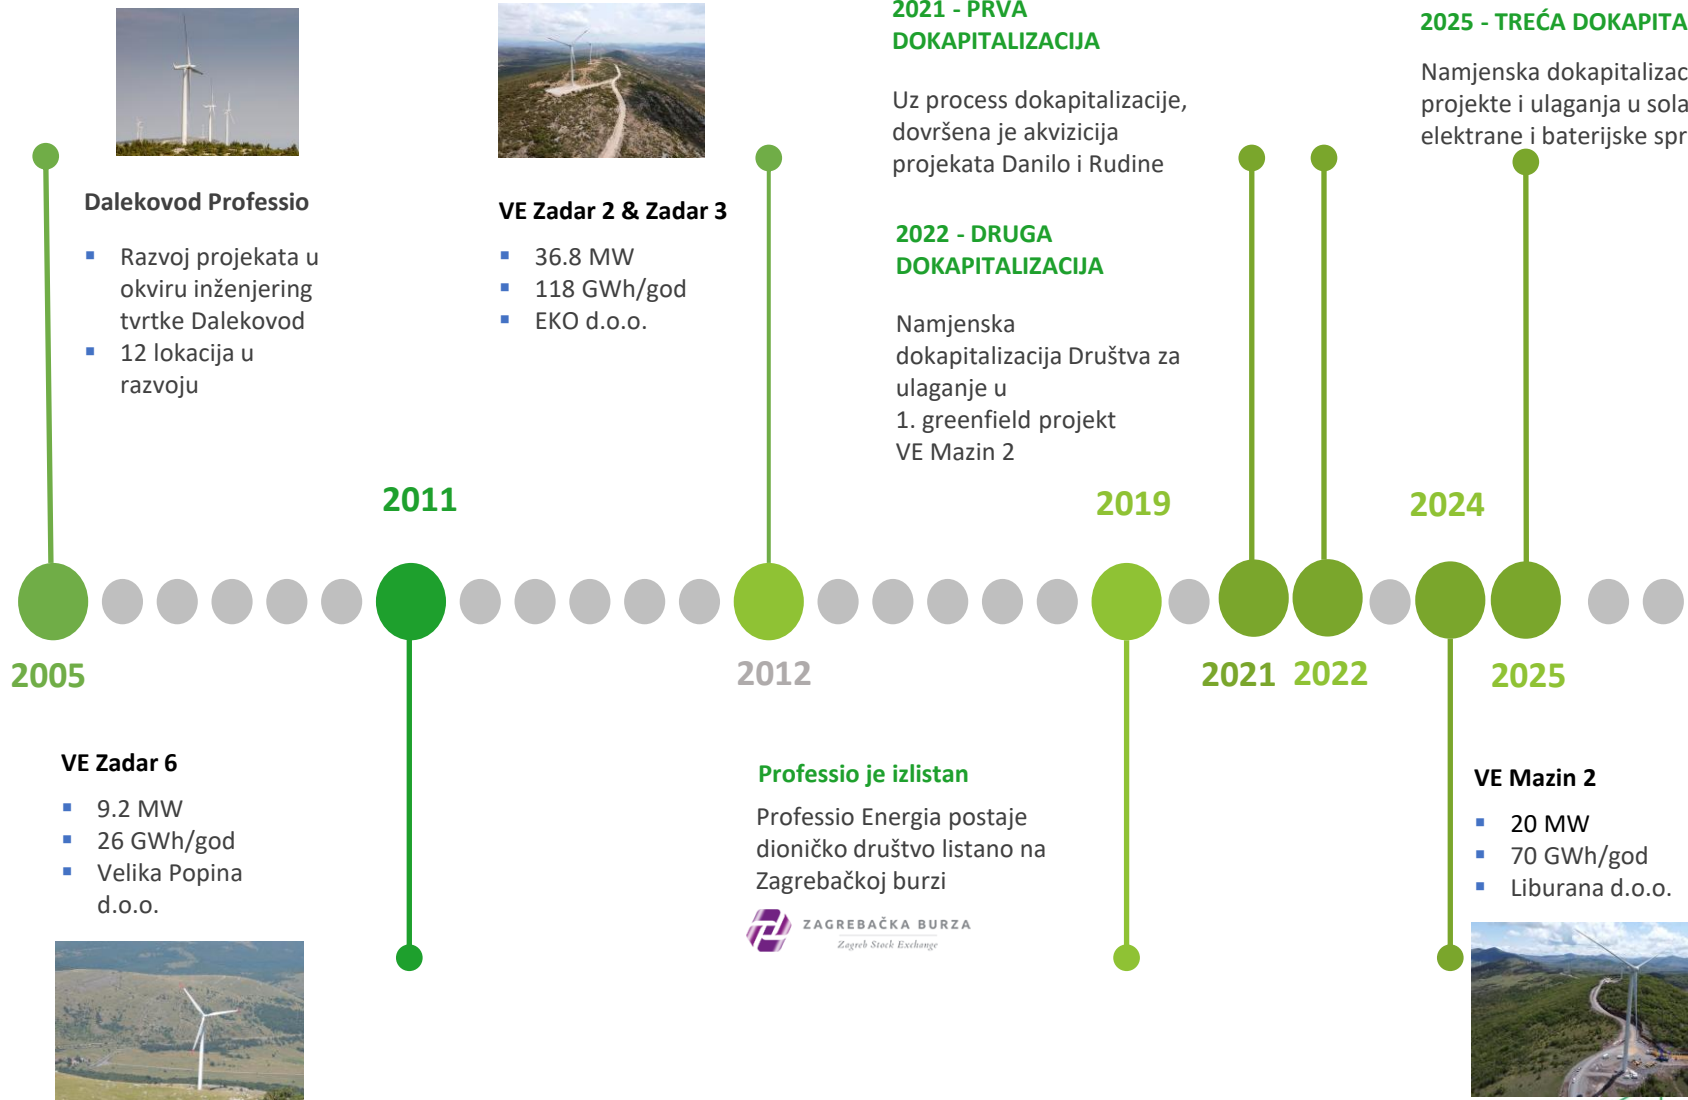 Dalekovod Professio
Razvoj projekata u
okviru inženjering
tvrtke Dalekovod
12 lokacija u
razvoju
VE Zadar 2 & Zadar 3
36.8 MW
118 GWh/god
EKO d.o.o.
2021 - PRVA
DOKAPITALIZACIJA
Uz process dokapitalizacije,
dovršena je akvizicija
projekata Danilo i Rudine
2022 - DRUGA
DOKAPITALIZACIJA
Namjenska
dokapitalizacija Društva za
ulaganje u
1. greenfield projekt
VE Mazin 2
2025 - TREĆA DOKAPITA
Namjenska dokapitalizac
projekte i ulaganja u sola
elektrane i baterijske spr
2011
2019
2024
2005
2012
2021
2022
2025
VE Zadar 6
9.2 MW
26 GWh/god
Velika Popina
d.o.o.
Professio je izlistan
Professio Energia postaje
dioničko društvo listano na
Zagrebačkoj burzi
ZAGREBAČKA BURZA
Zagreb Stock Exchange
VE Mazin 2
20 MW
70 GWh/god
Liburana d.o.o.